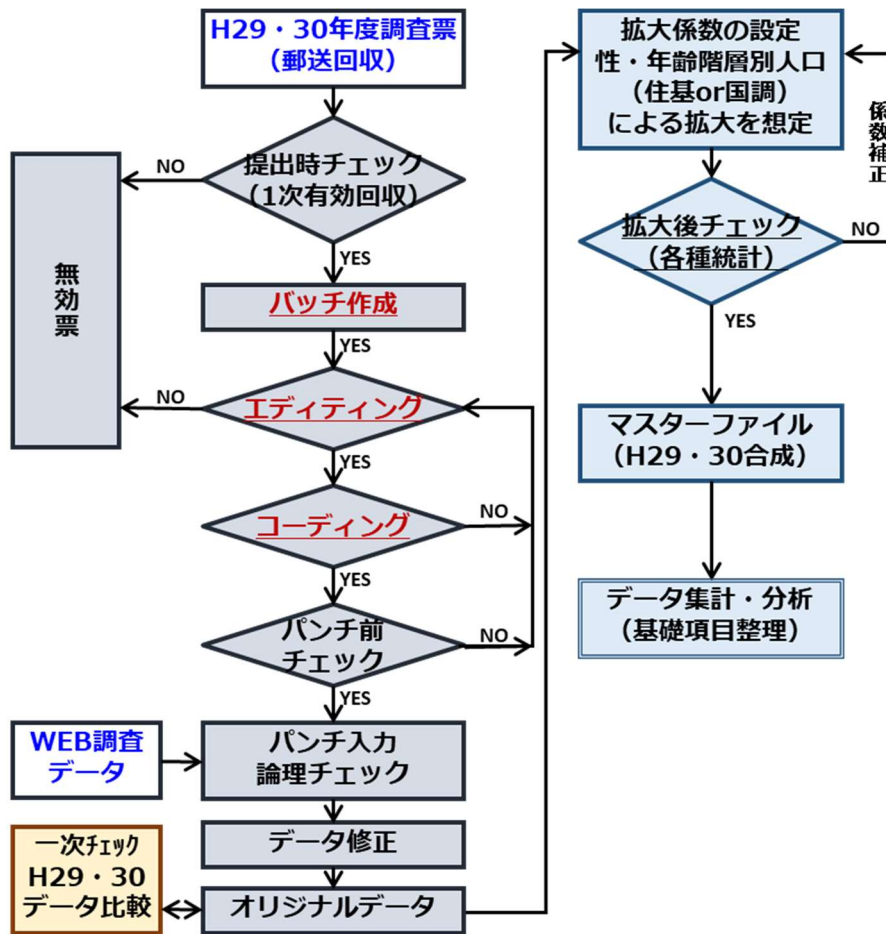 H29・30年度調査票
（郵送回収）
提出時チェック
（1次有効回収）
NO
無効票
YES
バッチ作成
YES
エディティング
NO
YES
コーディング
NO
YES
パンチ前
チェック
NO
YES
WEB調査
データ
パンチ入力
論理チェック
データ修正
一次ﾁｪｯｸ
H29・30
データ比較
オリジナルデータ
拡大係数の設定
性・年齢階層別人口
（住基or国調）
による拡大を想定
係数補正
拡大後チェック
（各種統計）
NO
YES
マスターファイル
（H29・30合成）
データ集計・分析
（基礎項目整理）